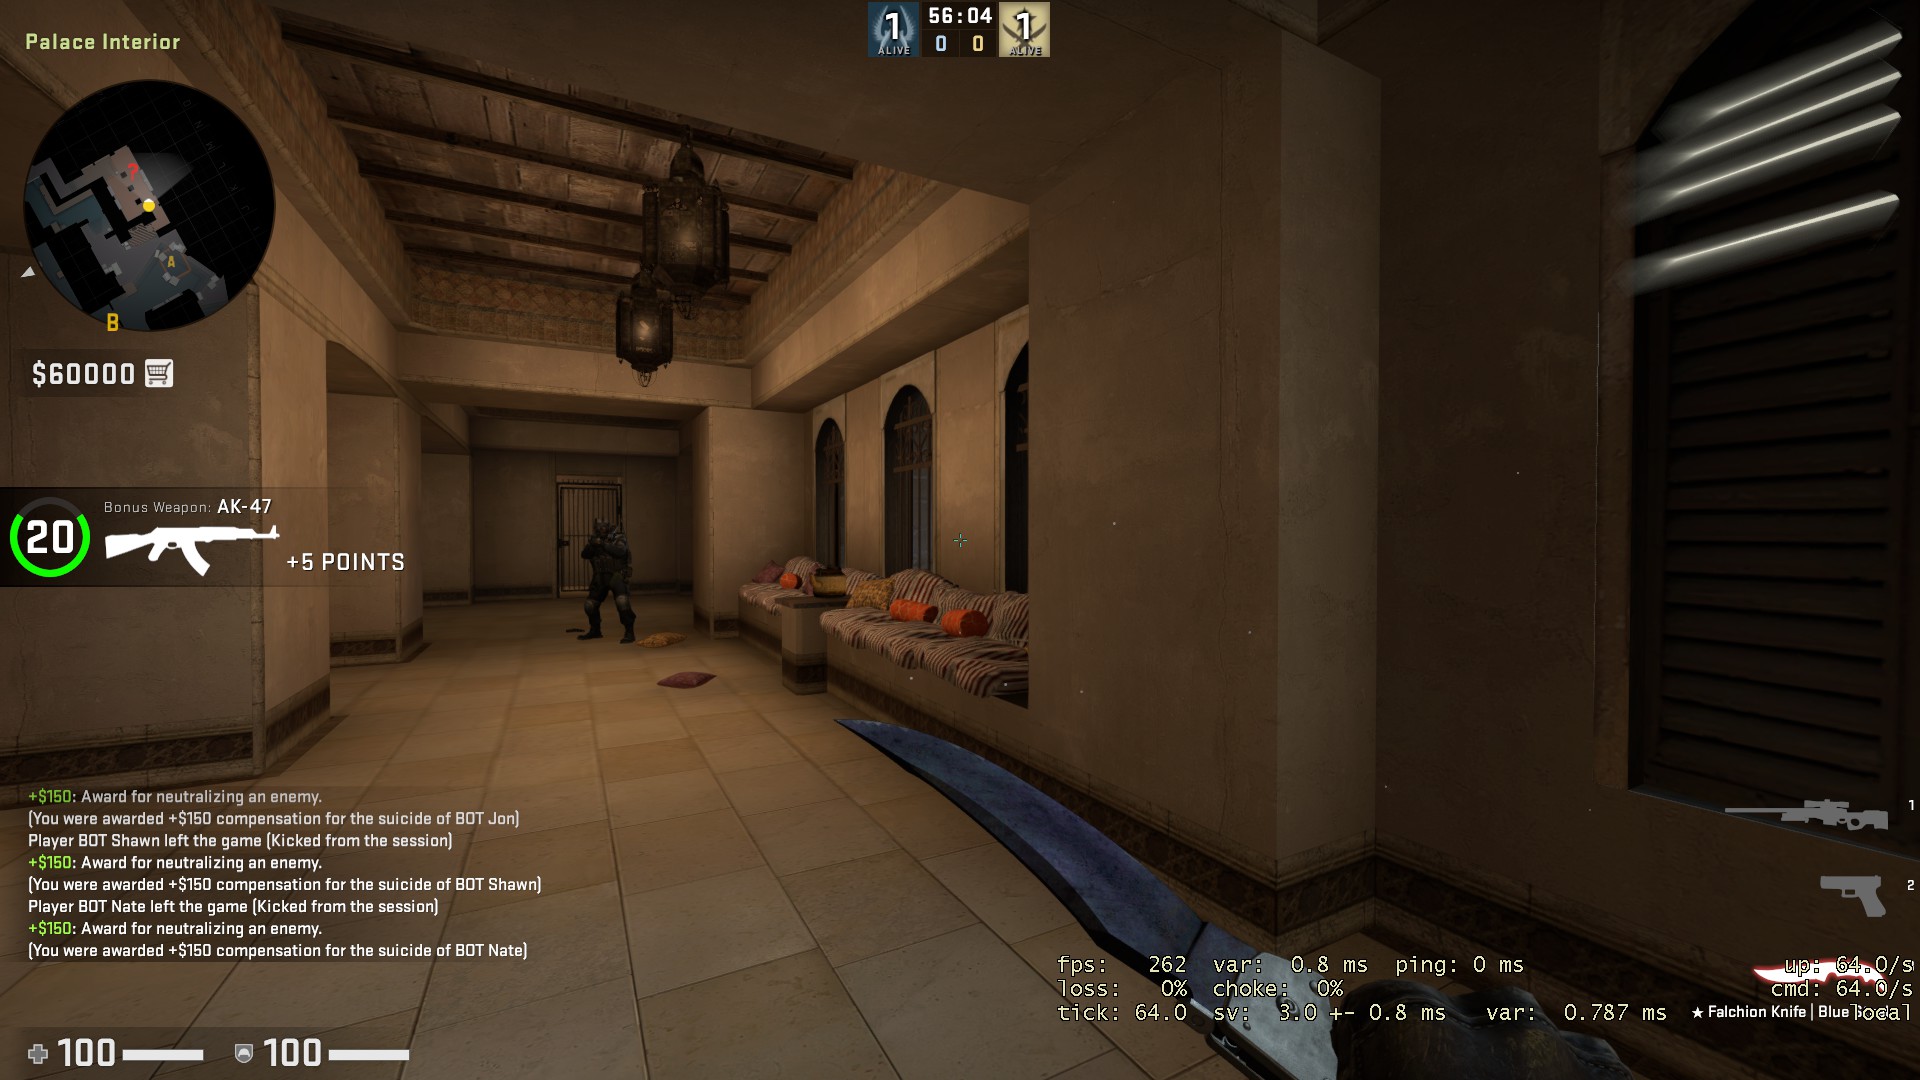 Palace Interior
1 56:04 1
ALIVE 0 0 ALIVE
?
A
B
$60000
20 Bonus Weapon: AK-47
+5 POINTS
+$150: Award for neutralizing an enemy.
(You were awarded +$150 compensation for the suicide of BOT Jon)
Player BOT Shawn left the game (Kicked from the session)
+$150: Award for neutralizing an enemy.
(You were awarded +$150 compensation for the suicide of BOT Shawn)
Player BOT Nate left the game (Kicked from the session)
+$150: Award for neutralizing an enemy.
(You were awarded +$150 compensation for the suicide of BOT Nate)
1
2
fps: 262 var: 0.8 ms ping: 0 ms up: 64.0/s
loss: 0% choke: 0% cmd: 64.0/s
tick: 64.0 sv: 3.0 +- 0.8 ms var: 0.787 ms local
★ Falchion Knife | Blue
100 100